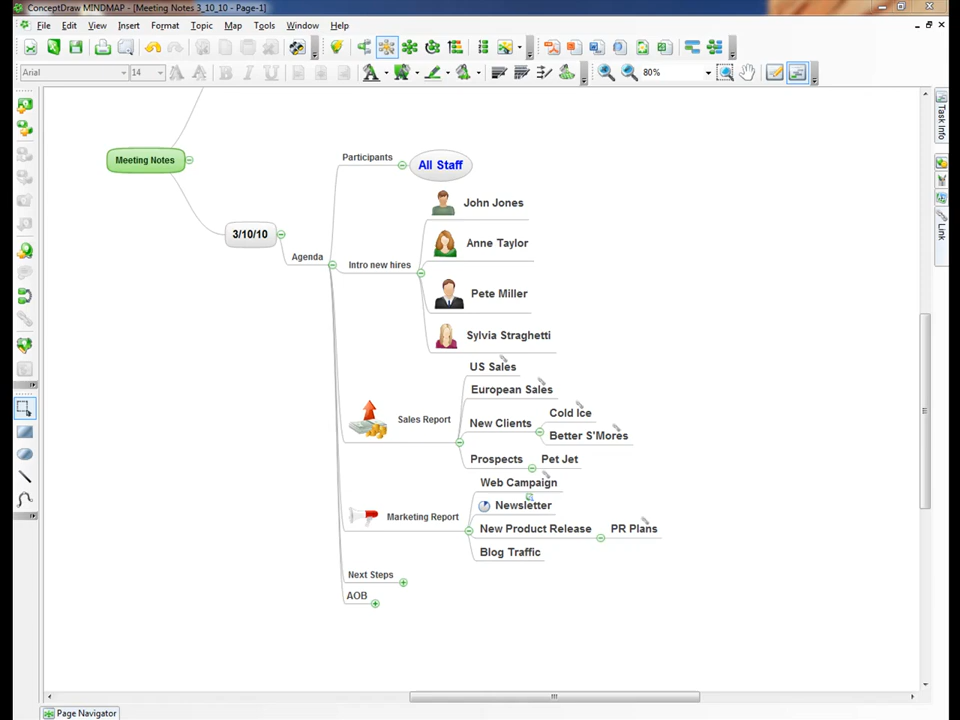 ConceptDraw MINDMAP - [Meeting Notes 3_10_10 - Page-1]
File Edit View Insert Format Topic Map Tools Window Help
Arial 14 80%
Meeting Notes
3/10/10
Agenda
Participants
All Staff
Intro new hires
John Jones
Anne Taylor
Pete Miller
Sylvia Straghetti
Sales Report
US Sales
European Sales
New Clients
Cold Ice
Better S'Mores
Prospects
Pet Jet
Marketing Report
Web Campaign
Newsletter
New Product Release
PR Plans
Blog Traffic
Next Steps
AOB
Task Info
Link
Page Navigator